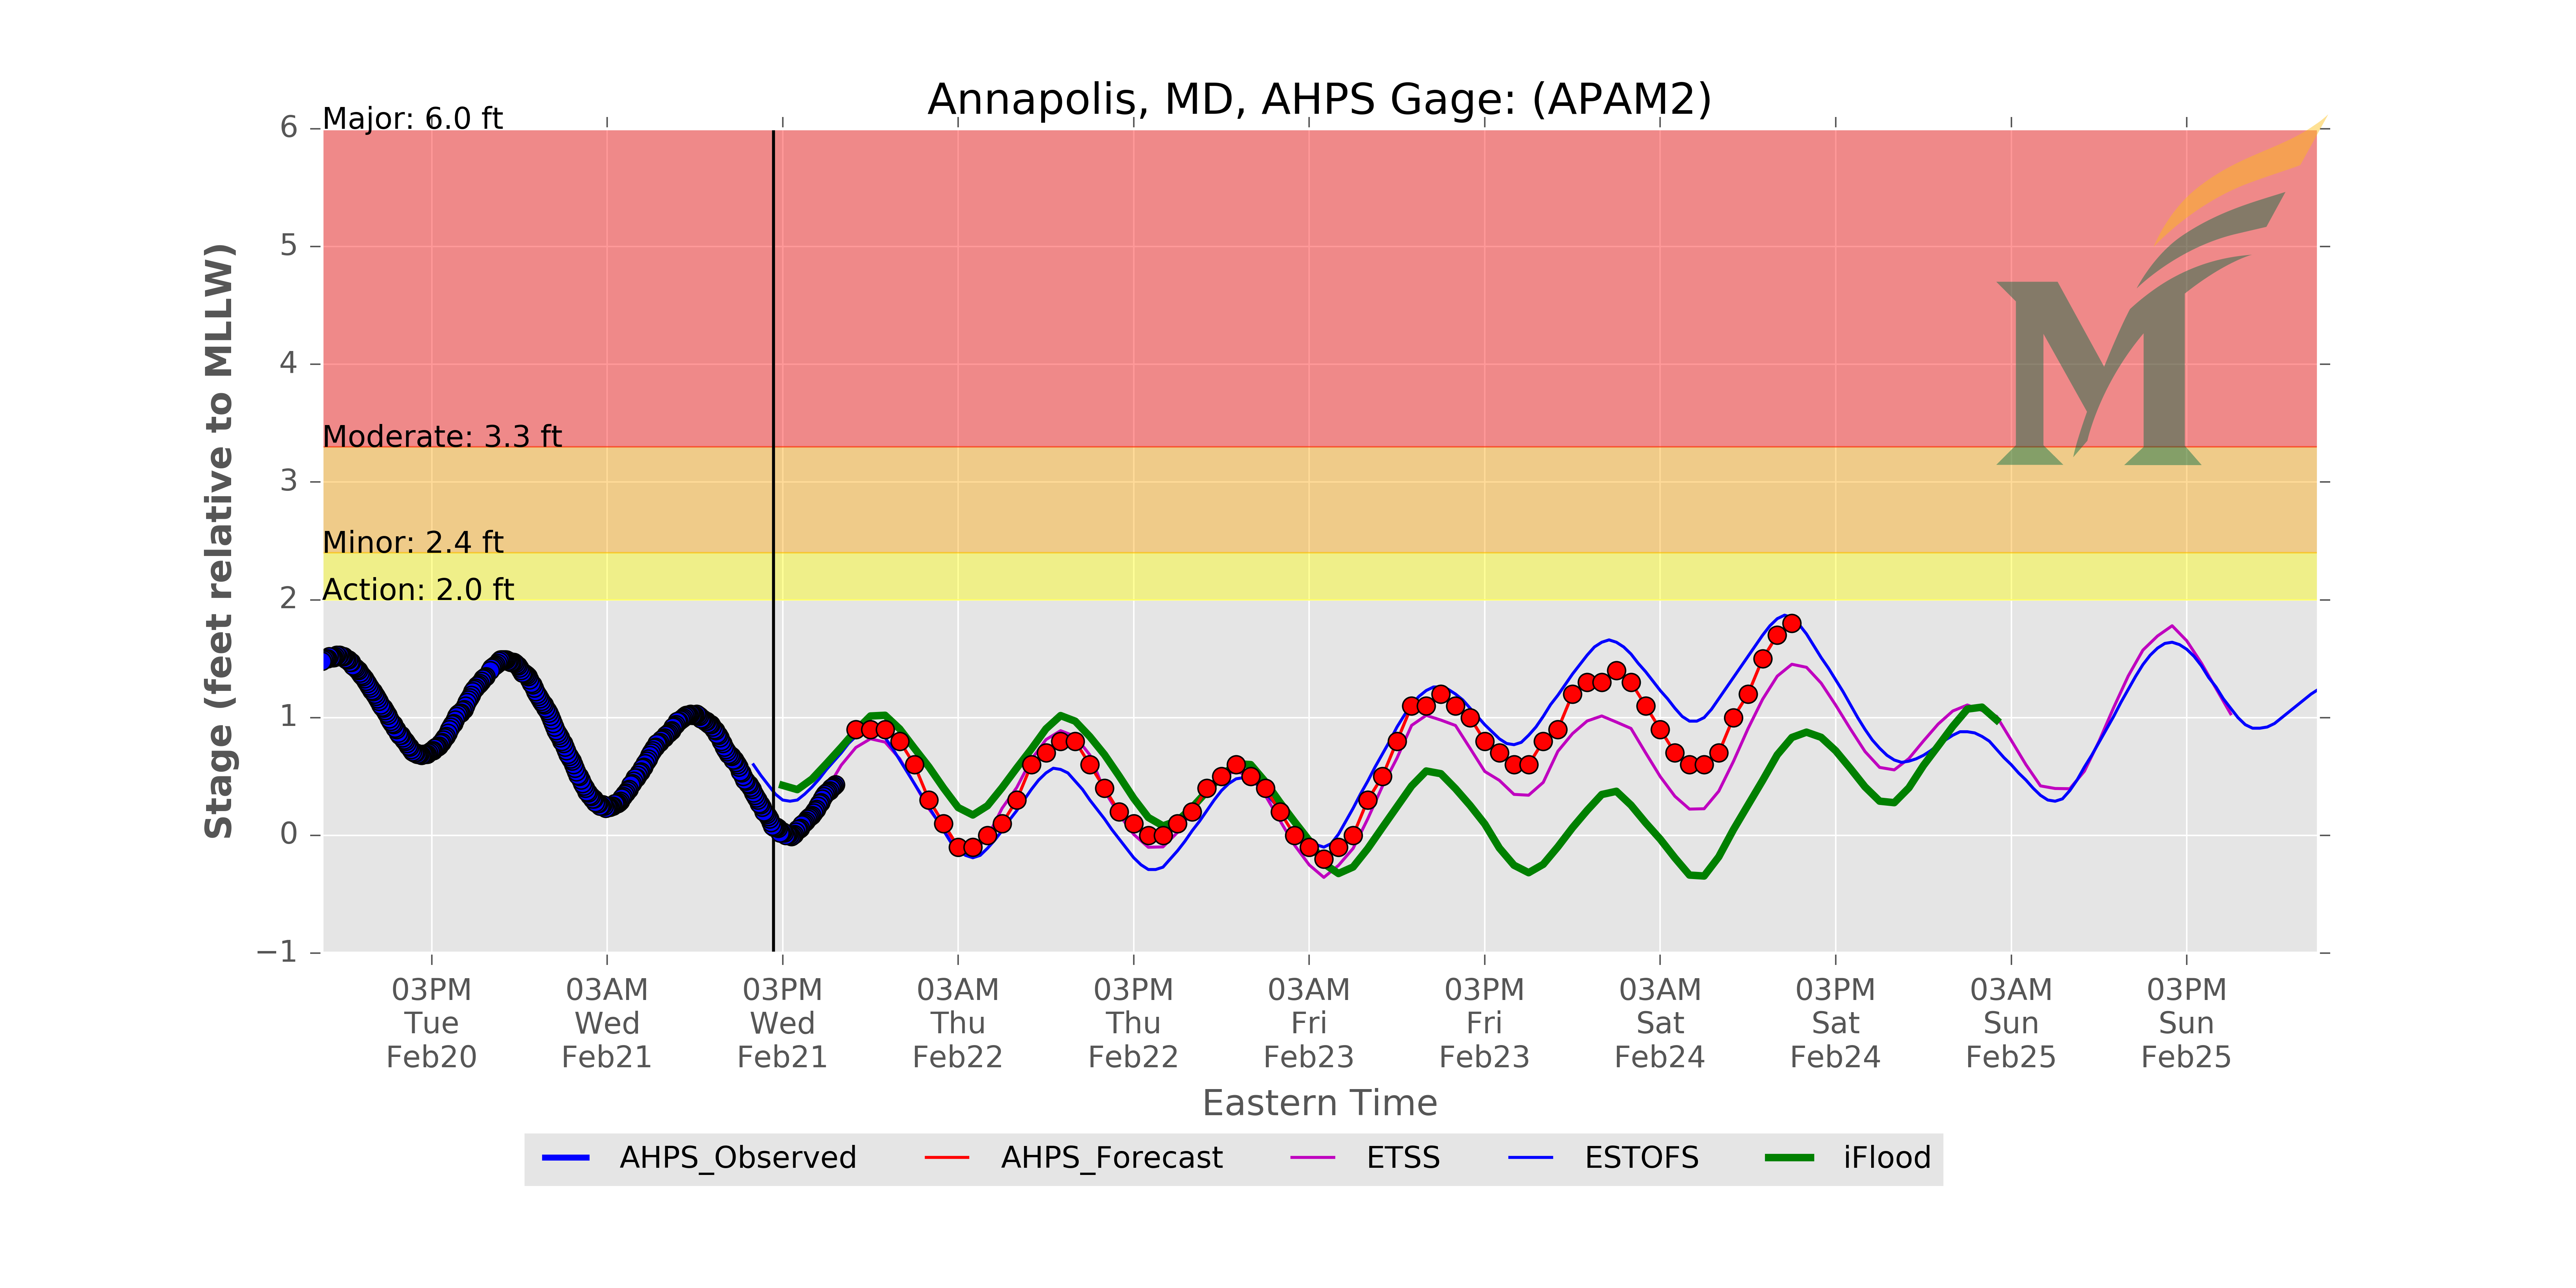 Annapolis, MD, AHPS Gage: (APAM2)
Major: 6.0 ft
Moderate: 3.3 ft
Minor: 2.4 ft
Action: 2.0 ft
Stage (feet relative to MLLW)
6
5
4
3
2
1
0
−1
03PM Tue Feb20
03AM Wed Feb21
03PM Wed Feb21
03AM Thu Feb22
03PM Thu Feb22
03AM Fri Feb23
03PM Fri Feb23
03AM Sat Feb24
03PM Sat Feb24
03AM Sun Feb25
03PM Sun Feb25
Eastern Time
AHPS_Observed AHPS_Forecast ETSS ESTOFS iFlood
M